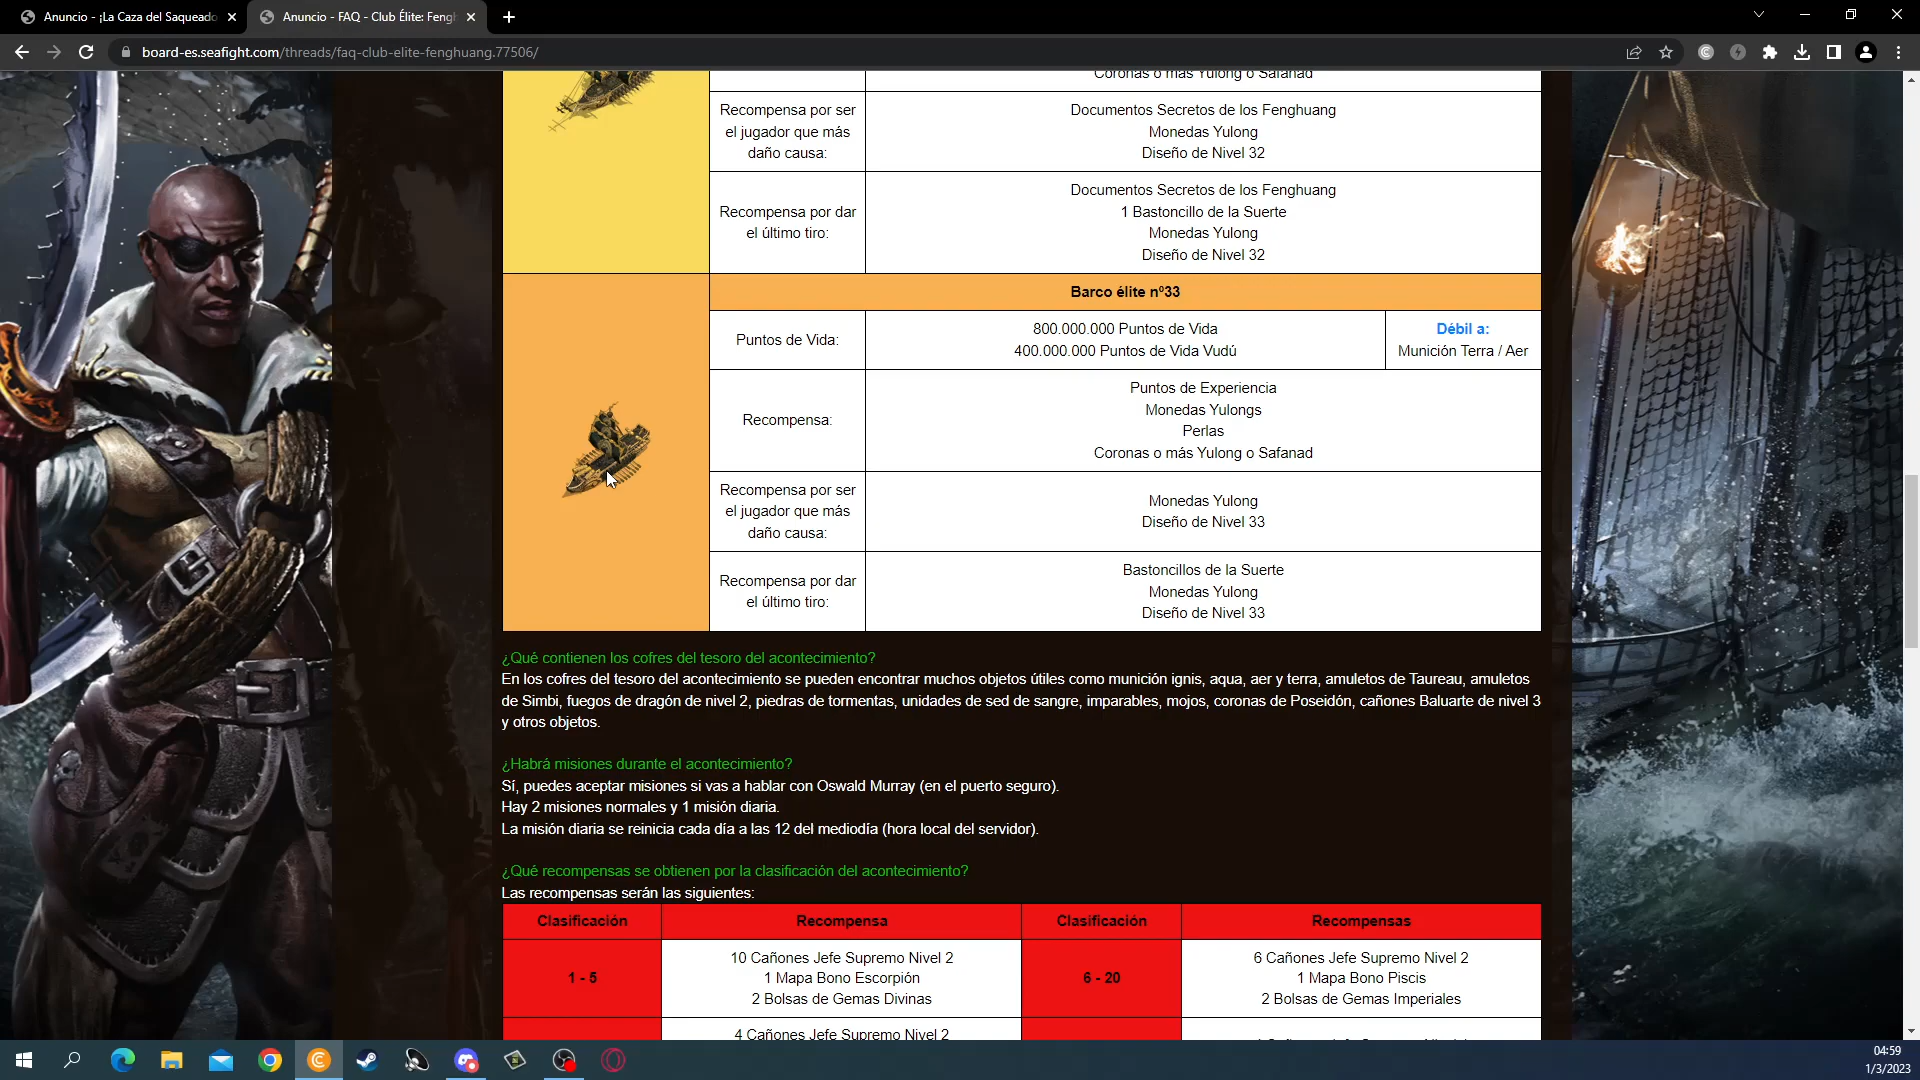 Anuncio - ¡La Caza del Saqueado
Anuncio - FAQ - Club Élite: Feng
board-es.seafight.com/threads/faq-club-elite-fenghuang.77506/
Coronas o más Yulong o Safanad
Recompensa por ser
el jugador que más
daño causa:
Documentos Secretos de los Fenghuang
Monedas Yulong
Diseño de Nivel 32
Recompensa por dar
el último tiro:
Documentos Secretos de los Fenghuang
1 Bastoncillo de la Suerte
Monedas Yulong
Diseño de Nivel 32
Barco élite nº33
Puntos de Vida:
800.000.000 Puntos de Vida
400.000.000 Puntos de Vida Vudú
Débil a:
Munición Terra / Aer
Recompensa:
Puntos de Experiencia
Monedas Yulongs
Perlas
Coronas o más Yulong o Safanad
Recompensa por ser
el jugador que más
daño causa:
Monedas Yulong
Diseño de Nivel 33
Recompensa por dar
el último tiro:
Bastoncillos de la Suerte
Monedas Yulong
Diseño de Nivel 33
¿Qué contienen los cofres del tesoro del acontecimiento?
En los cofres del tesoro del acontecimiento se pueden encontrar muchos objetos útiles como munición ignis, aqua, aer y terra, amuletos de Taureau, amuletos
de Simbi, fuegos de dragón de nivel 2, piedras de tormentas, unidades de sed de sangre, imparables, mojos, coronas de Poseidón, cañones Baluarte de nivel 3
y otros objetos.
¿Habrá misiones durante el acontecimiento?
Sí, puedes aceptar misiones si vas a hablar con Oswald Murray (en el puerto seguro).
Hay 2 misiones normales y 1 misión diaria.
La misión diaria se reinicia cada día a las 12 del mediodía (hora local del servidor).
¿Qué recompensas se obtienen por la clasificación del acontecimiento?
Las recompensas serán las siguientes:
Clasificación
Recompensa
Clasificación
Recompensas
1 - 5
10 Cañones Jefe Supremo Nivel 2
1 Mapa Bono Escorpión
2 Bolsas de Gemas Divinas
6 - 20
6 Cañones Jefe Supremo Nivel 2
1 Mapa Bono Piscis
2 Bolsas de Gemas Imperiales
4 Cañones Jefe Supremo Nivel 2
04:59
1/3/2023